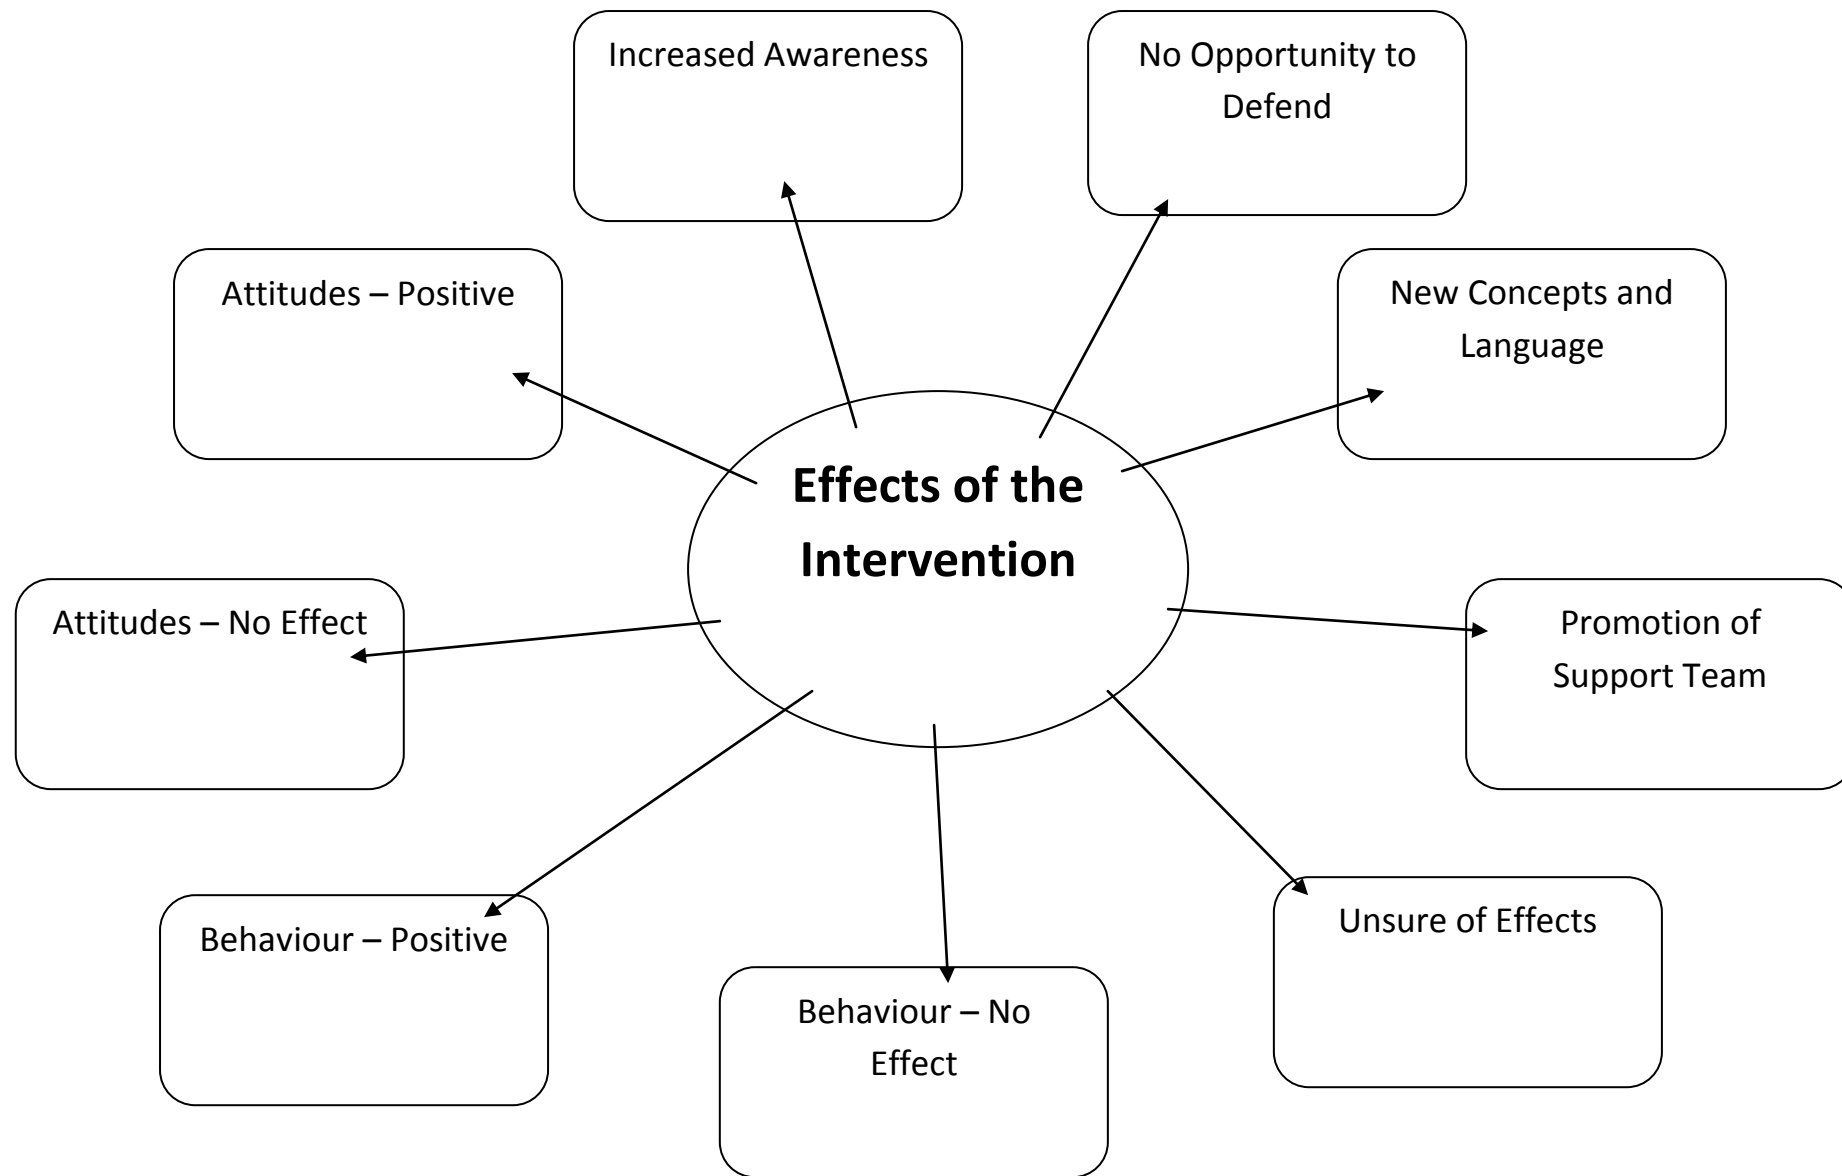 Increased Awareness
No Opportunity to
Defend
Attitudes – Positive
New Concepts and
Language
Effects of the
Intervention
Attitudes – No Effect
Promotion of
Support Team
Behaviour – Positive
Unsure of Effects
Behaviour – No
Effect